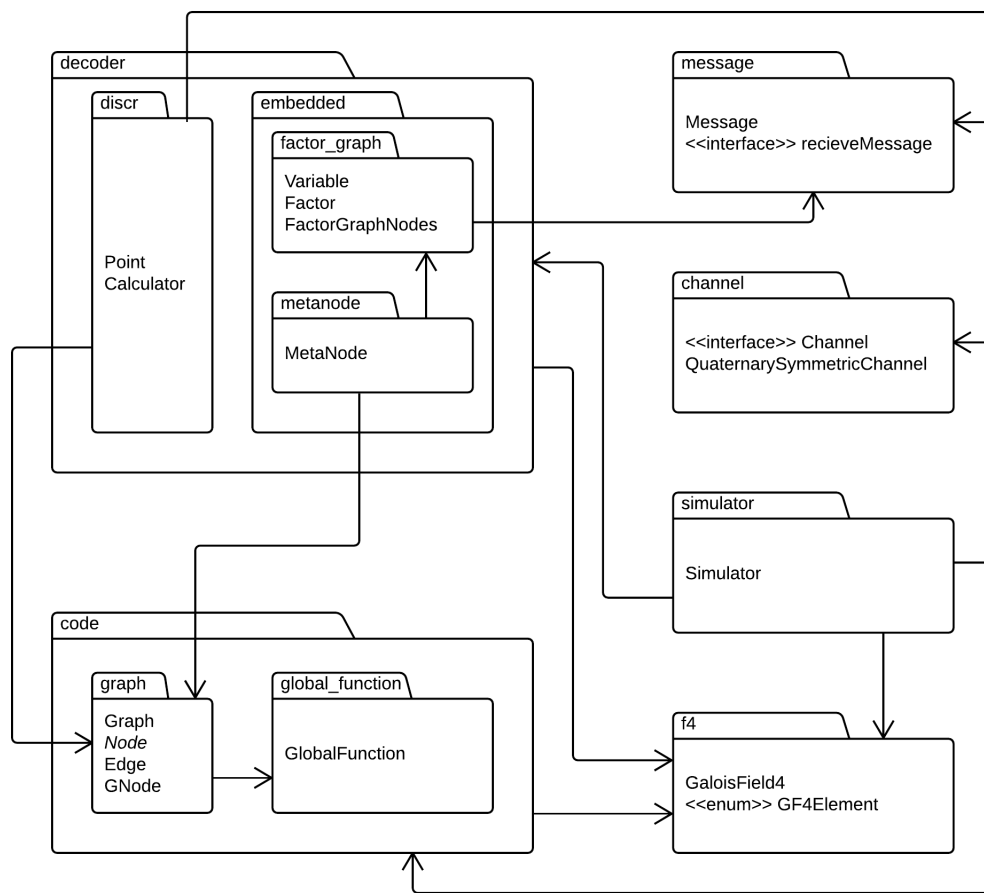 decoder
discr
Point
Calculator
embedded
factor_graph
Variable
Factor
FactorGraphNodes
metanode
MetaNode
message
Message
<<interface>> recieveMessage
channel
<<interface>> Channel
QuaternarySymmetricChannel
simulator
Simulator
code
graph
Graph
Node
Edge
GNode
global_function
GlobalFunction
f4
GaloisField4
<<enum>> GF4Element